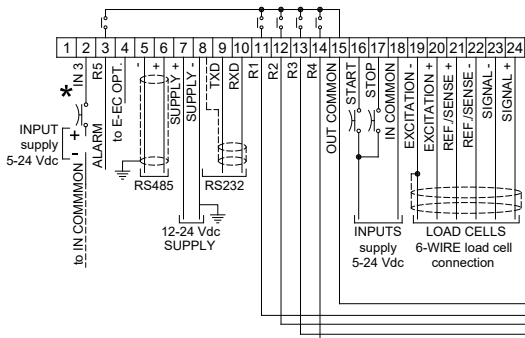 1 2 3 4 5 6 7 8 9 10 11 12 13 14 15 16 17 18 19 20 21 22 23 24
IN 3
R5
to E-EC OPT.
-
+
SUPPLY +
SUPPLY -
TXD
RXD
R1
R2
R3
R4
OUT COMMON
START
STOP
IN COMMON
EXCITATION -
EXCITATION +
REF./SENSE +
REF./SENSE -
SIGNAL -
SIGNAL +
*
INPUT
supply
5-24 Vdc
+
-
to IN COMMMON
ALARM
RS485
RS232
12-24 Vdc
SUPPLY
INPUTS
supply
5-24 Vdc
LOAD CELLS
6-WIRE load cell
connection